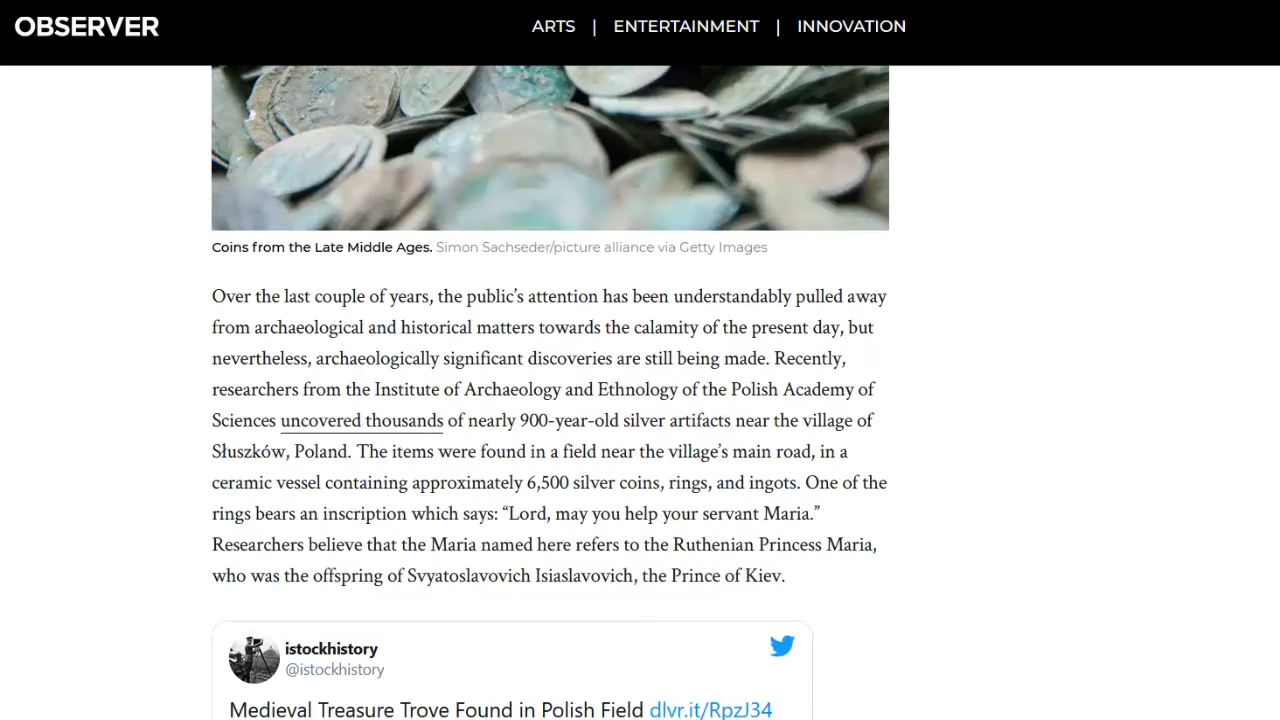 OBSERVER
ARTS | ENTERTAINMENT | INNOVATION
Coins from the Late Middle Ages. Simon Sachseder/picture alliance via Getty Images
Over the last couple of years, the public’s attention has been understandably pulled away
from archaeological and historical matters towards the calamity of the present day, but
nevertheless, archaeologically significant discoveries are still being made. Recently,
researchers from the Institute of Archaeology and Ethnology of the Polish Academy of
Sciences uncovered thousands of nearly 900-year-old silver artifacts near the village of
Słuszków, Poland. The items were found in a field near the village’s main road, in a
ceramic vessel containing approximately 6,500 silver coins, rings, and ingots. One of the
rings bears an inscription which says: “Lord, may you help your servant Maria.”
Researchers believe that the Maria named here refers to the Ruthenian Princess Maria,
who was the offspring of Svyatoslavovich Isiaslavovich, the Prince of Kiev.
istockhistory
@istockhistory
Medieval Treasure Trove Found in Polish Field dlvr.it/RpzJ34